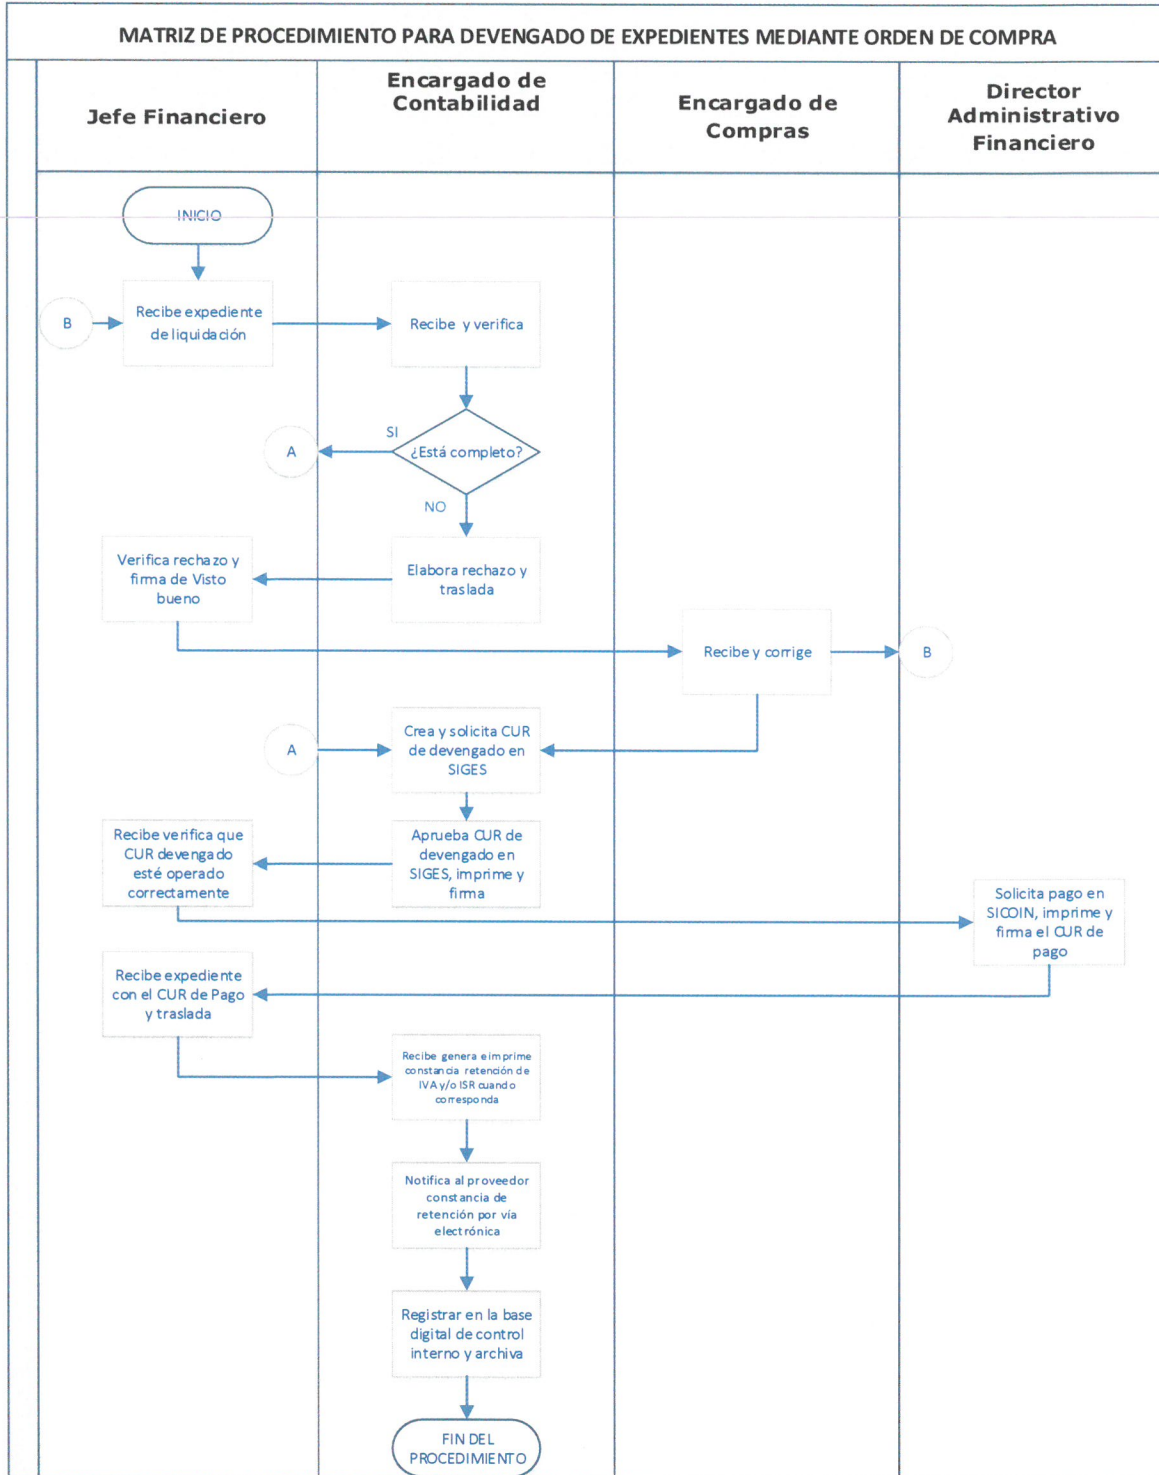 MATRIZ DE PROCEDIMIENTO PARA DEVENGADO DE EXPEDIENTES MEDIANTE ORDEN DE COMPRA
Jefe Financiero
Encargado de
Contabilidad
Encargado de
Compras
Director
Administrativo
Financiero
INICIO
B
Recibe expediente
de liquidación
Recibe y verifica
¿Está completo?
SI
A
NO
Elabora rechazo y
traslada
Verifica rechazo y
firma de Visto
bueno
Recibe y corrige
B
A
Crea y solicita CUR
de devengado en
SIGES
Aprueba CUR de
devengado en
SIGES, imprime y
firma
Recibe verifica que
CUR devengado
esté operado
correctamente
Solicita pago en
SICOIN, imprime y
firma el CUR de
pago
Recibe expediente
con el CUR de Pago
y traslada
Recibe genera e imprime
constancia retención de
IVA y/o ISR cuando
corresponda
Notifica al proveedor
constancia de
retención por vía
electrónica
Registrar en la base
digital de control
interno y archiva
FIN DEL
PROCEDIMIENTO